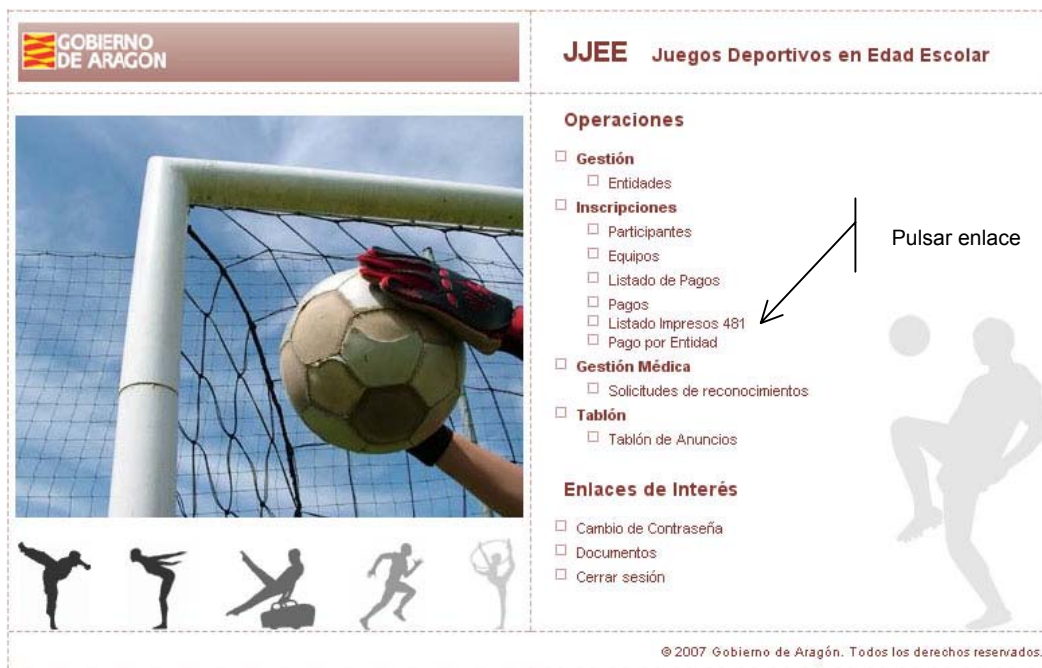 GOBIERNO
DE ARAGON
JJEE Juegos Deportivos en Edad Escolar
Operaciones
Gestión
Entidades
Inscripciones
Participantes
Equipos
Listado de Pagos
Pagos
Listado Impresos 481
Pago por Entidad
Gestión Médica
Solicitudes de reconocimientos
Tablón
Tablón de Anuncios
Pulsar enlace
Enlaces de Interés
Cambio de Contraseña
Documentos
Cerrar sesión
© 2007 Gobierno de Aragón. Todos los derechos reservados.